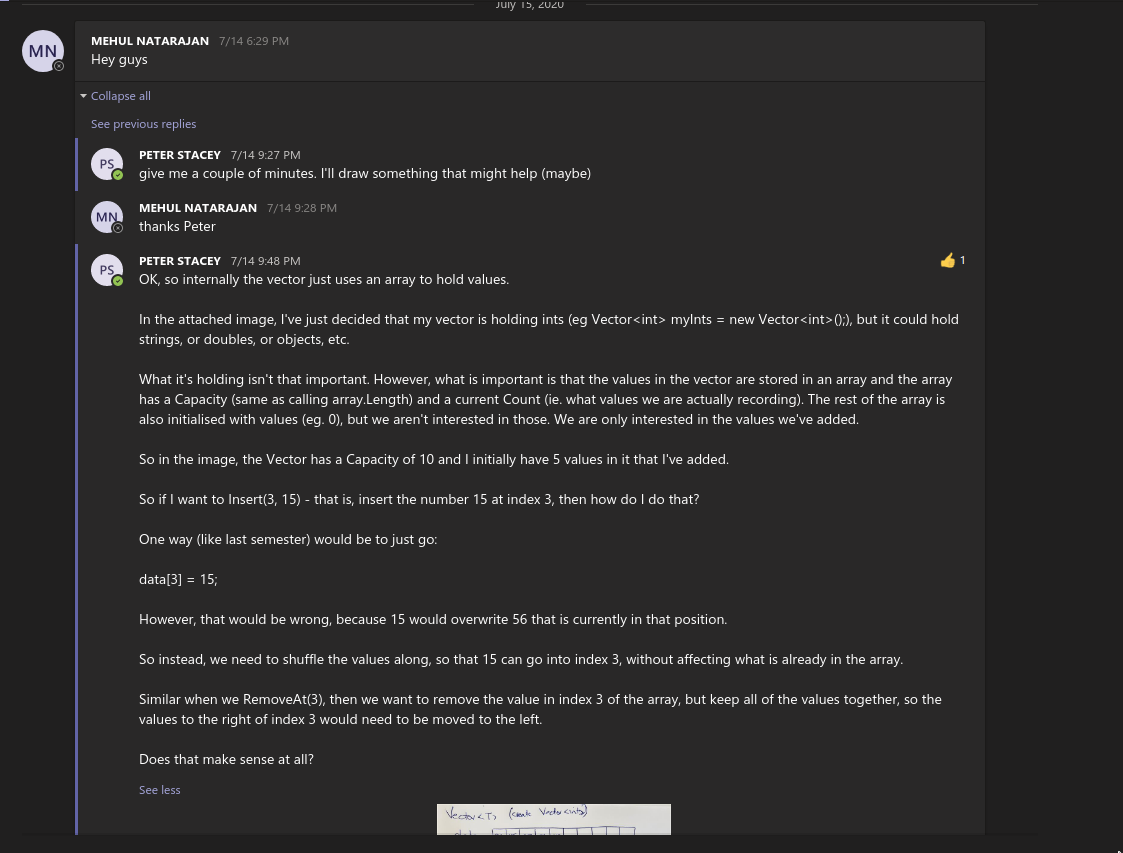 July 15, 2020
MN
MEHUL NATARAJAN 7/14 6:29 PM
Hey guys
Collapse all
See previous replies
PS
PETER STACEY 7/14 9:27 PM
give me a couple of minutes. I'll draw something that might help (maybe)
MN
MEHUL NATARAJAN 7/14 9:28 PM
thanks Peter
PS
PETER STACEY 7/14 9:48 PM
👍 1
OK, so internally the vector just uses an array to hold values.
In the attached image, I've just decided that my vector is holding ints (eg Vector<int> myInts = new Vector<int>();), but it could hold
strings, or doubles, or objects, etc.
What it's holding isn't that important. However, what is important is that the values in the vector are stored in an array and the array
has a Capacity (same as calling array.Length) and a current Count (ie. what values we are actually recording). The rest of the array is
also initialised with values (eg. 0), but we aren't interested in those. We are only interested in the values we've added.
So in the image, the Vector has a Capacity of 10 and I initially have 5 values in it that I've added.
So if I want to Insert(3, 15) - that is, insert the number 15 at index 3, then how do I do that?
One way (like last semester) would be to just go:
data[3] = 15;
However, that would be wrong, because 15 would overwrite 56 that is currently in that position.
So instead, we need to shuffle the values along, so that 15 can go into index 3, without affecting what is already in the array.
Similar when we RemoveAt(3), then we want to remove the value in index 3 of the array, but keep all of the values together, so the
values to the right of index 3 would need to be moved to the left.
Does that make sense at all?
See less
Vector<T> (create Vector<int>)